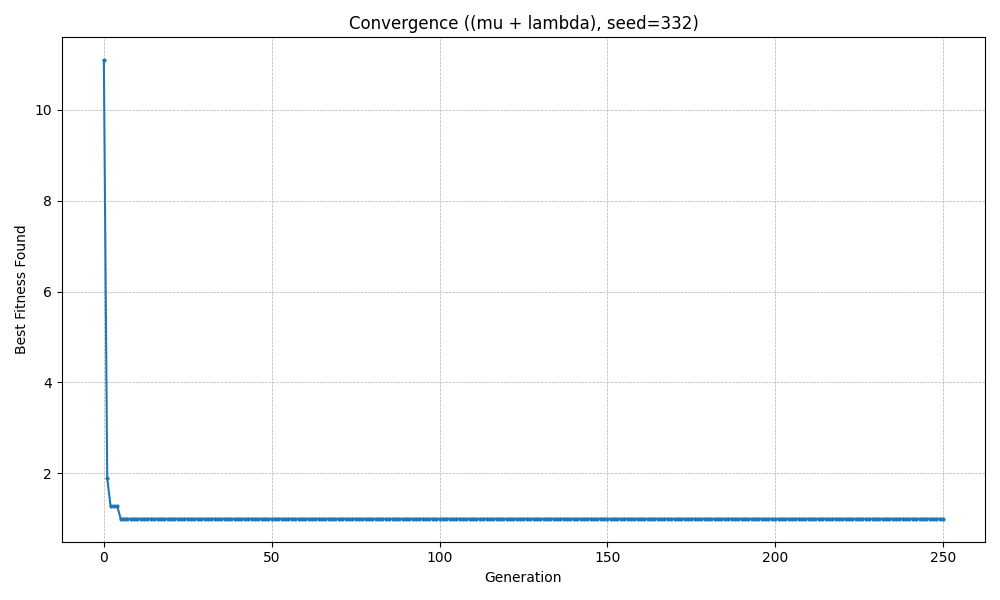 Convergence ((mu + lambda), seed=332)
Best Fitness Found
10
8
6
4
2
0 50 100 150 200 250
Generation